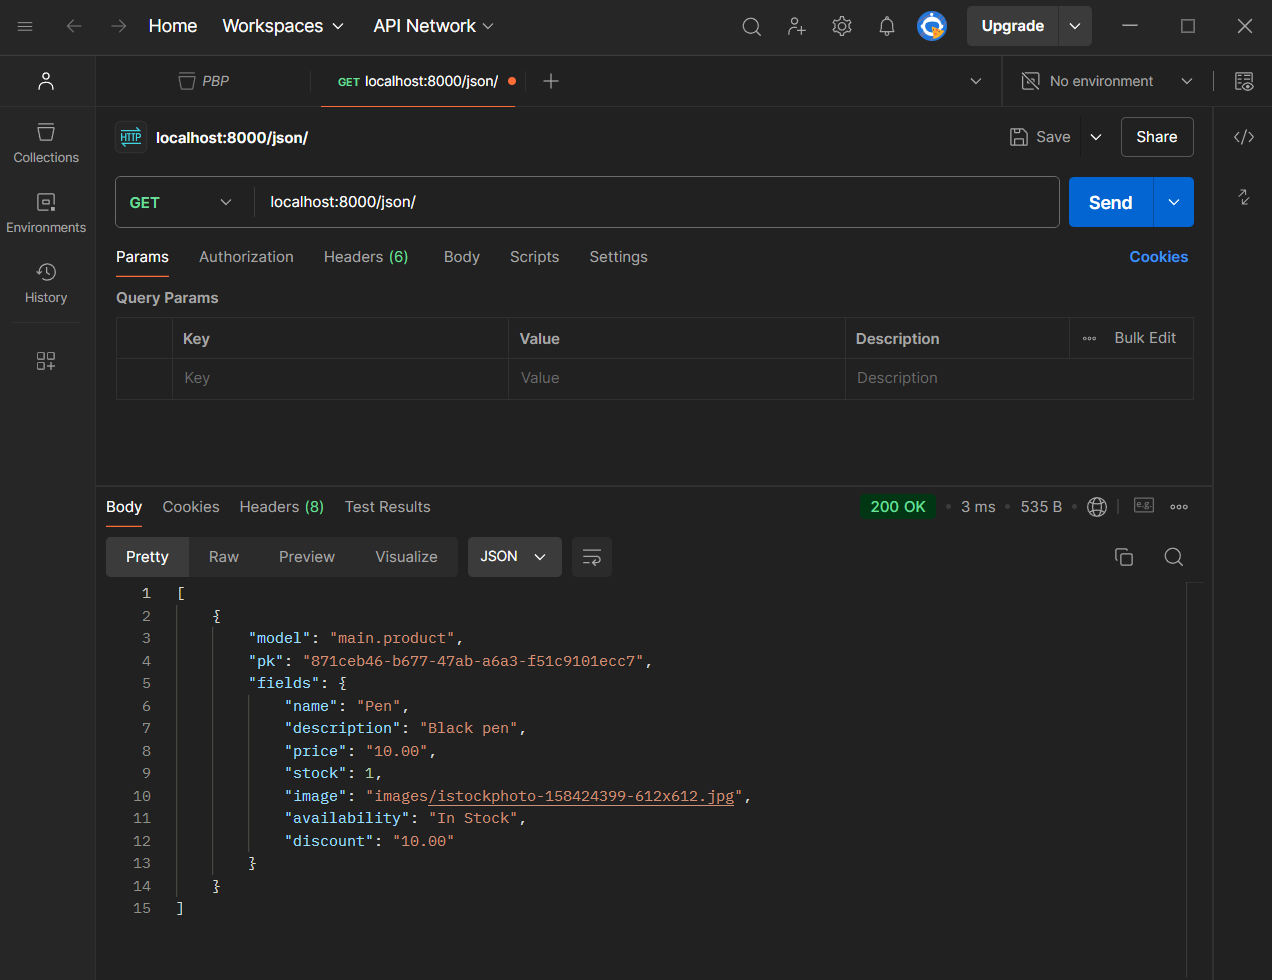 Home Workspaces API Network Upgrade
PBP GET localhost:8000/json/ No environment
HTTP localhost:8000/json/ Save Share
GET localhost:8000/json/ Send
Collections
Environments
History
Params Authorization Headers (6) Body Scripts Settings Cookies
Query Params
Key Value Description Bulk Edit
Key Value Description
Body Cookies Headers (8) Test Results 200 OK 3 ms 535 B e.g.
Pretty Raw Preview Visualize JSON
1 [
2 {
3 "model": "main.product",
4 "pk": "871ceb46-b677-47ab-a6a3-f51c9101ecc7",
5 "fields": {
6 "name": "Pen",
7 "description": "Black pen",
8 "price": "10.00",
9 "stock": 1,
10 "image": "images/istockphoto-158424399-612x612.jpg",
11 "availability": "In Stock",
12 "discount": "10.00"
13 }
14 }
15 ]